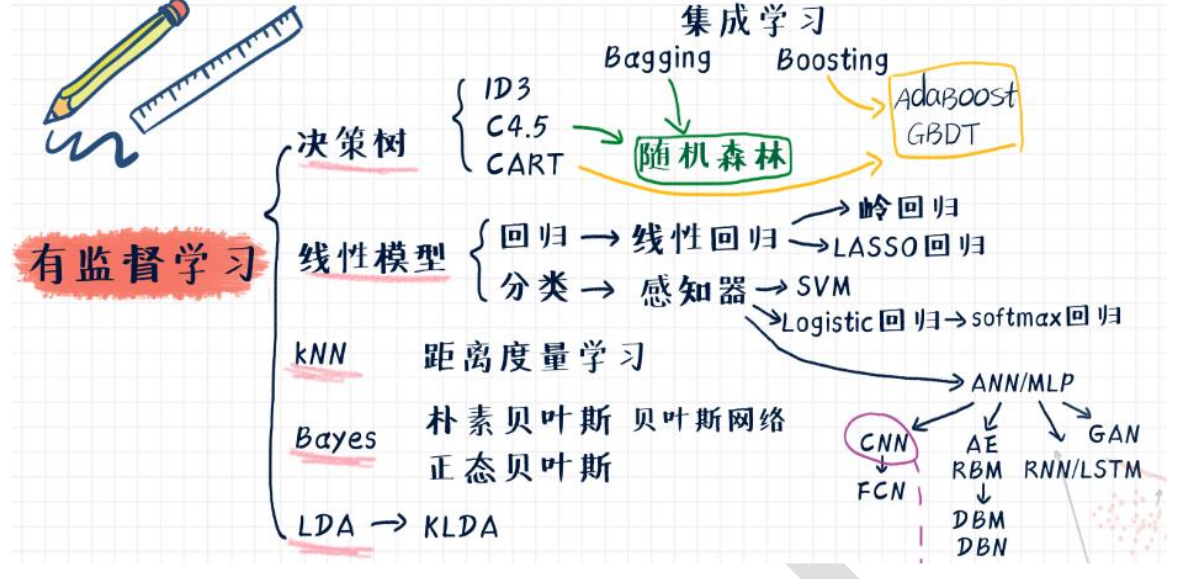 集成学习
Bagging Boosting
AdaBoost
GBDT
决策树
ID3
C4.5
CART
随机森林
有监督学习
线性模型
回归 → 线性回归 → 岭回归
→ LASSO回归
分类 → 感知器 → SVM
→ Logistic回归 → softmax回归
kNN 距离度量学习
ANN/MLP
Bayes
朴素贝叶斯 贝叶斯网络
正态贝叶斯
CNN
FCN
AE
RBM
DBM
DBN
RNN/LSTM
GAN
LDA → KLDA